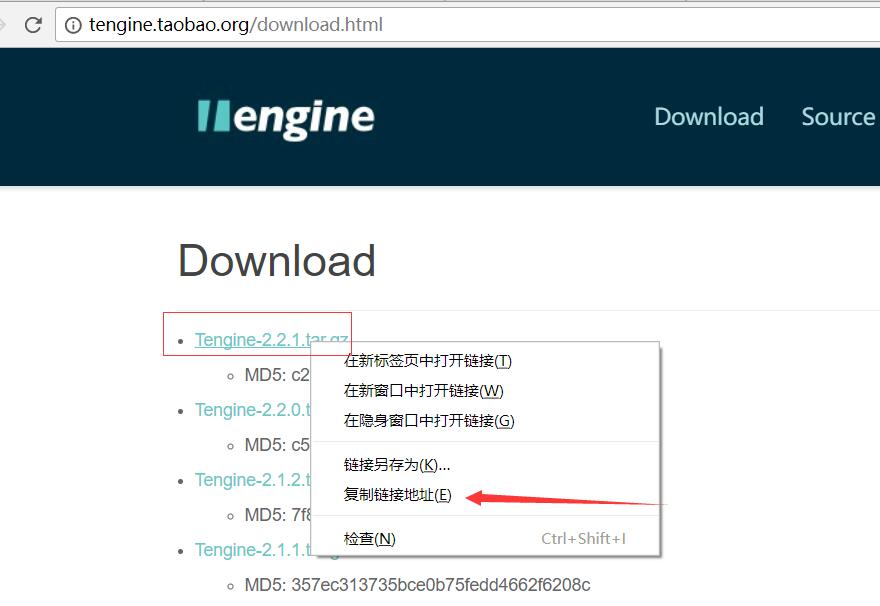 tengine.taobao.org/download.html
engine
Download Source
Download
Tengine-2.2.1.tar.gz
MD5: c2
Tengine-2.2.0.t
MD5: c5
Tengine-2.1.2.t
MD5: 7f8
Tengine-2.1.1.t
MD5: 357ec313735bce0b75fedd4662f6208c
在新标签页中打开链接(T)
在新窗口中打开链接(W)
在隐身窗口中打开链接(G)
链接另存为(K)...
复制链接地址(E)
检查(N) Ctrl+Shift+I